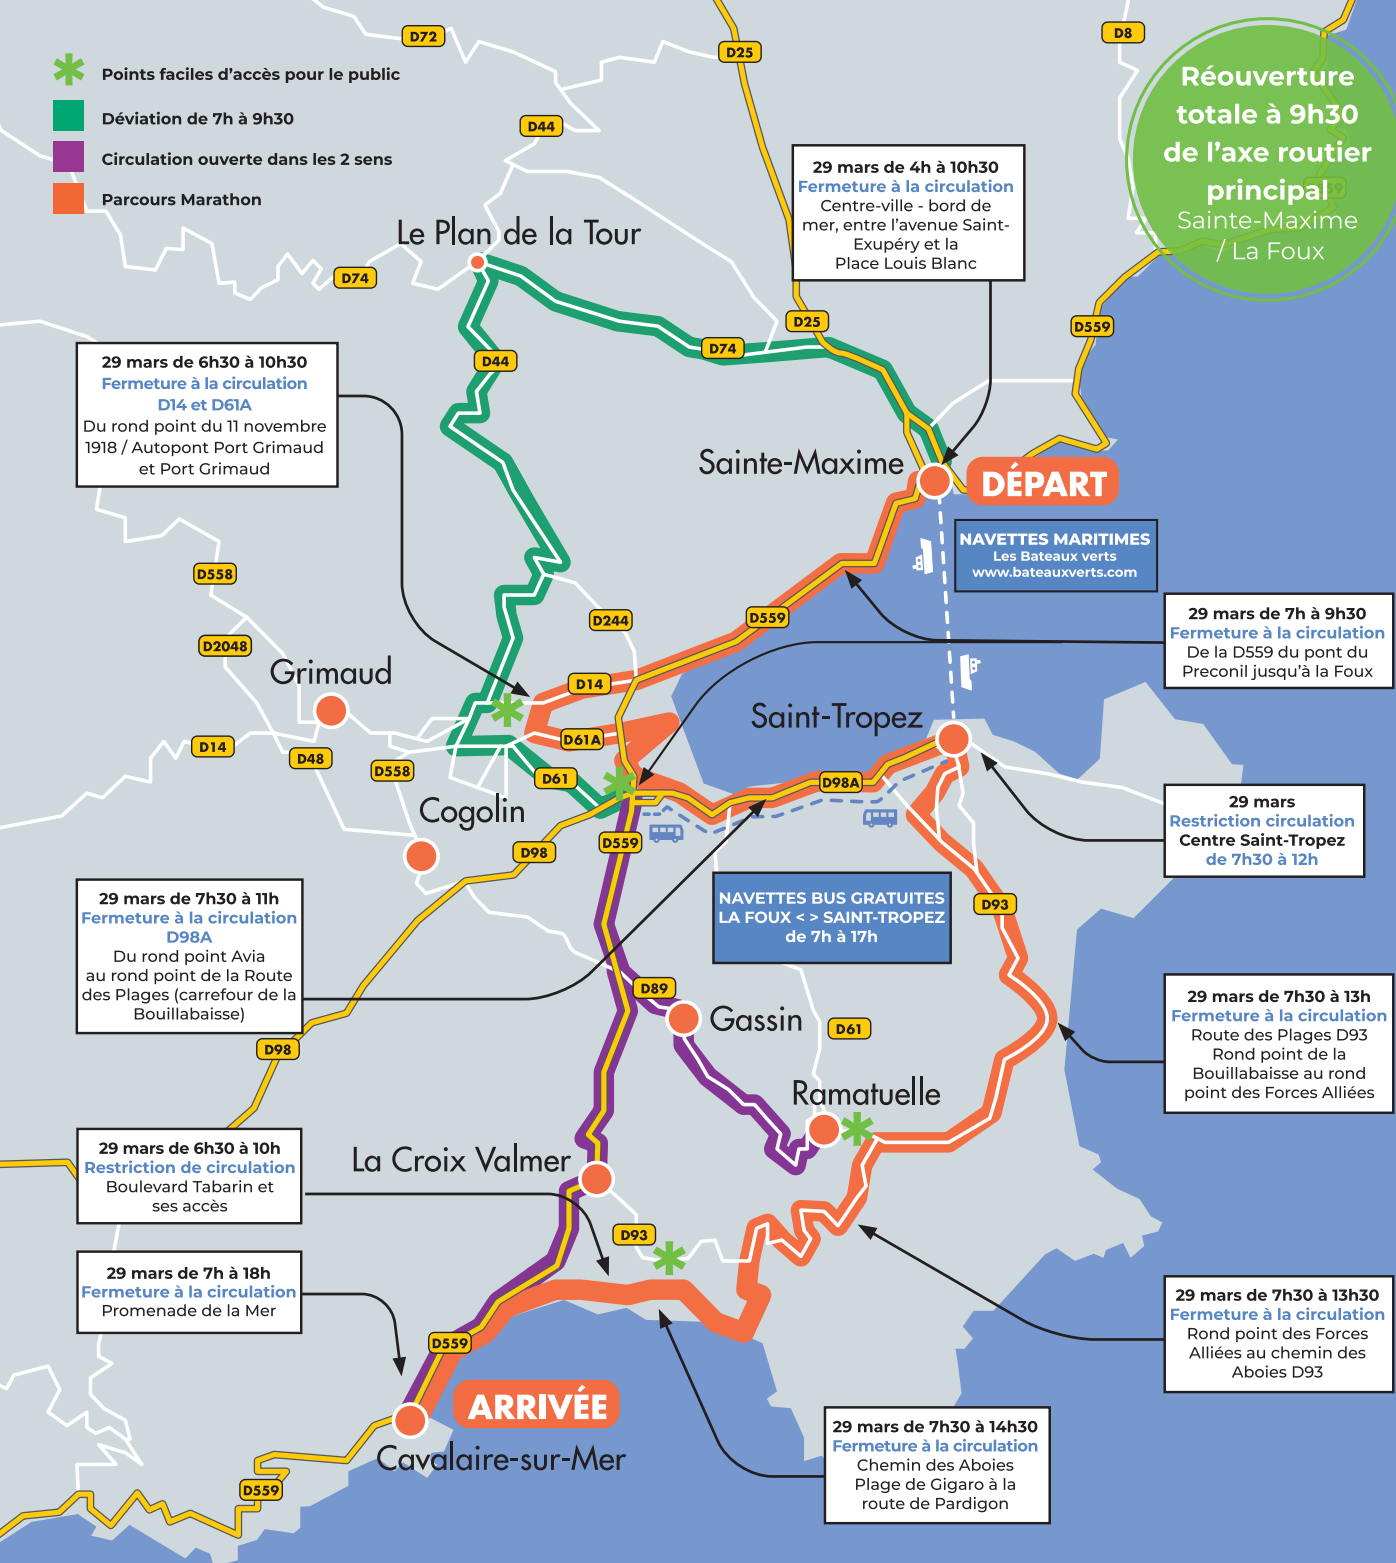 Points faciles d'accès pour le public
Déviation de 7h à 9h30
Circulation ouverte dans les 2 sens
Parcours Marathon
D72
D25
D8
Réouverture
totale à 9h30
de l'axe routier
principal
Sainte-Maxime
/ La Foux
D44
29 mars de 4h à 10h30
Fermeture à la circulation
Centre-ville - bord de
mer, entre l'avenue Saint-
Exupéry et la
Place Louis Blanc
Le Plan de la Tour
D74
D25
D559
D74
D44
29 mars de 6h30 à 10h30
Fermeture à la circulation
D14 et D61A
Du rond point du 11 novembre
1918 / Autopont Port Grimaud
et Port Grimaud
Sainte-Maxime
DÉPART
NAVETTES MARITIMES
Les Bateaux verts
www.bateauxverts.com
D558
D2048
D244
D559
29 mars de 7h à 9h30
Fermeture à la circulation
De la D559 du pont du
Preconil jusqu'à la Foux
Grimaud
D14
Saint-Tropez
D14
D48
D558
D61A
D61
D98A
Cogolin
D98
D559
29 mars
Restriction circulation
Centre Saint-Tropez
de 7h30 à 12h
29 mars de 7h30 à 11h
Fermeture à la circulation
D98A
Du rond point Avia
au rond point de la Route
des Plages (carrefour de la
Bouillabaisse)
NAVETTES BUS GRATUITES
LA FOUX < > SAINT-TROPEZ
de 7h à 17h
D93
D89
Gassin
D61
29 mars de 7h30 à 13h
Fermeture à la circulation
Route des Plages D93
Rond point de la
Bouillabaisse au rond
point des Forces Alliées
D98
Ramatuelle
29 mars de 6h30 à 10h
Restriction de circulation
Boulevard Tabarin et
ses accès
La Croix Valmer
D93
29 mars de 7h à 18h
Fermeture à la circulation
Promenade de la Mer
29 mars de 7h30 à 13h30
Fermeture à la circulation
Rond point des Forces
Alliées au chemin des
Aboies D93
D559
ARRIVÉE
Cavalaire-sur-Mer
D559
29 mars de 7h30 à 14h30
Fermeture à la circulation
Chemin des Aboies
Plage de Gigaro à la
route de Pardigon